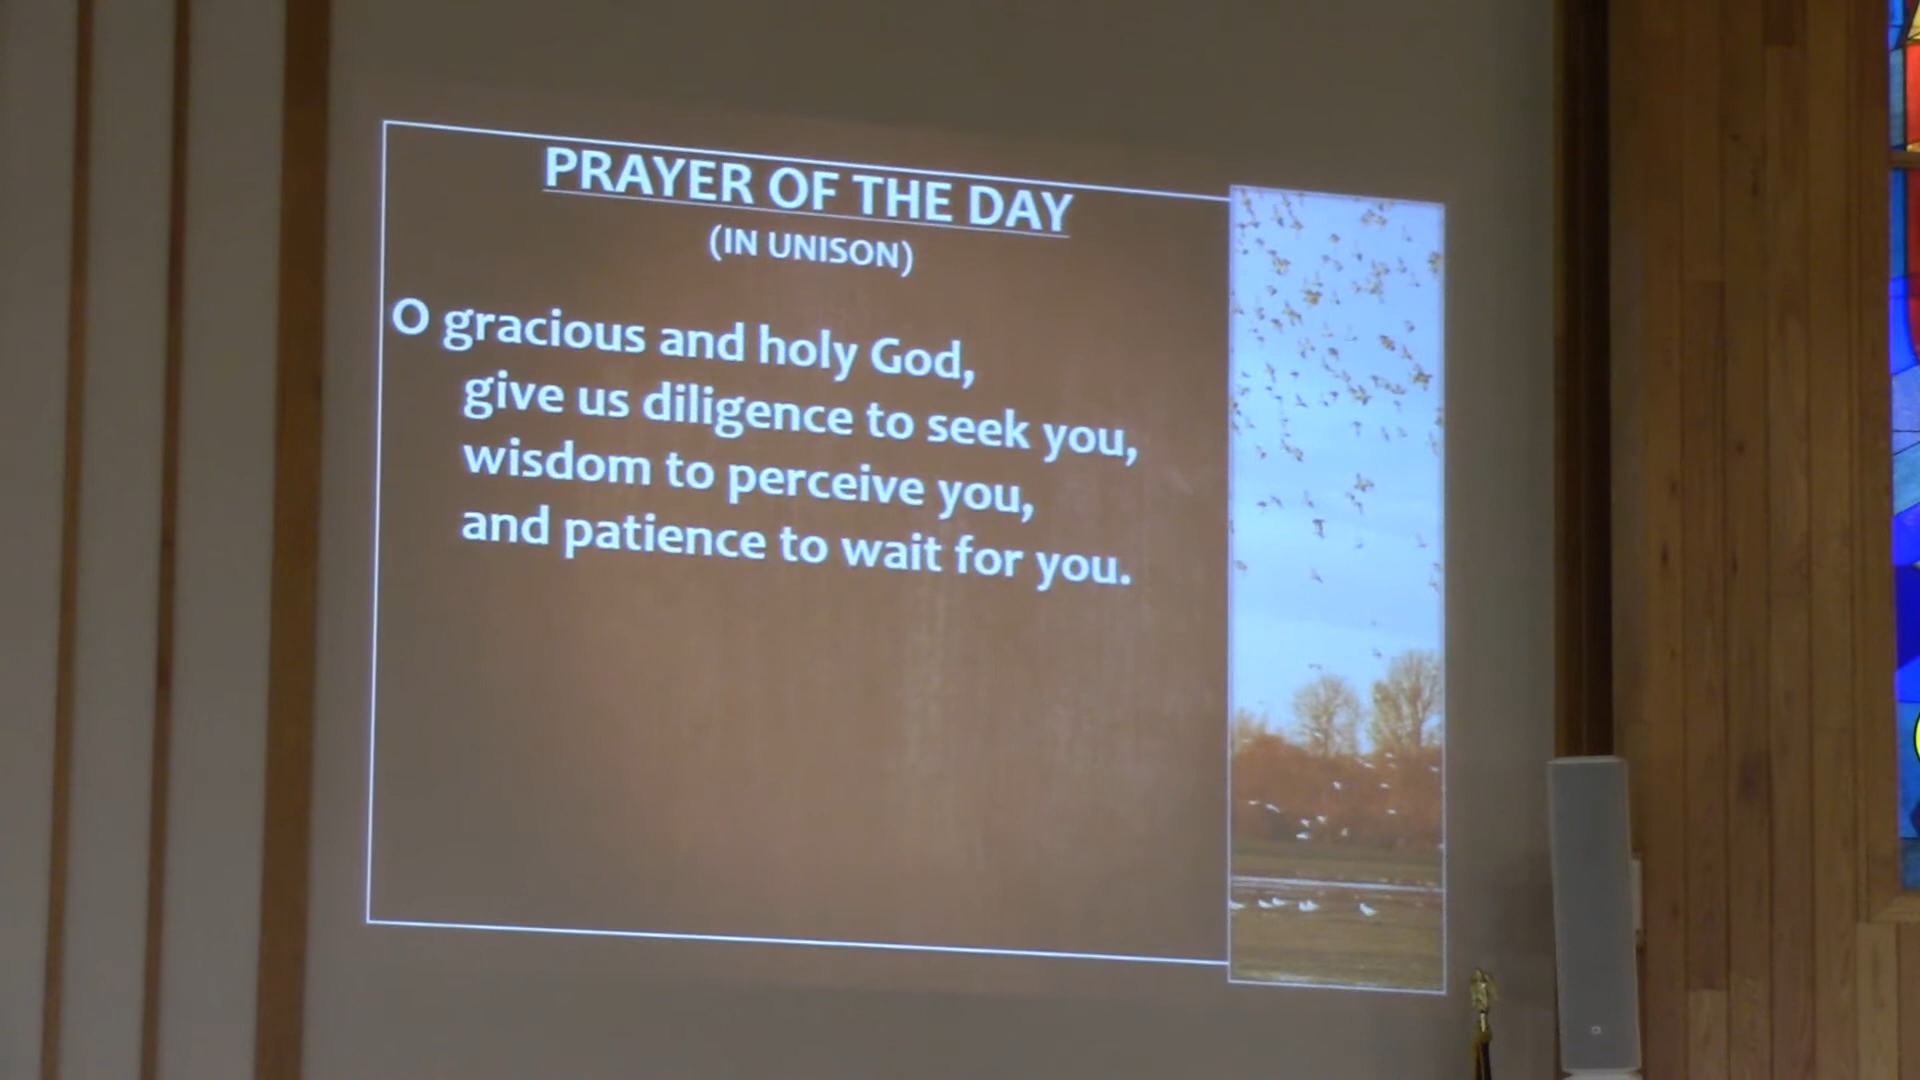 PRAYER OF THE DAY
(IN UNISON)
O gracious and holy God,
give us diligence to seek you,
wisdom to perceive you,
and patience to wait for you.